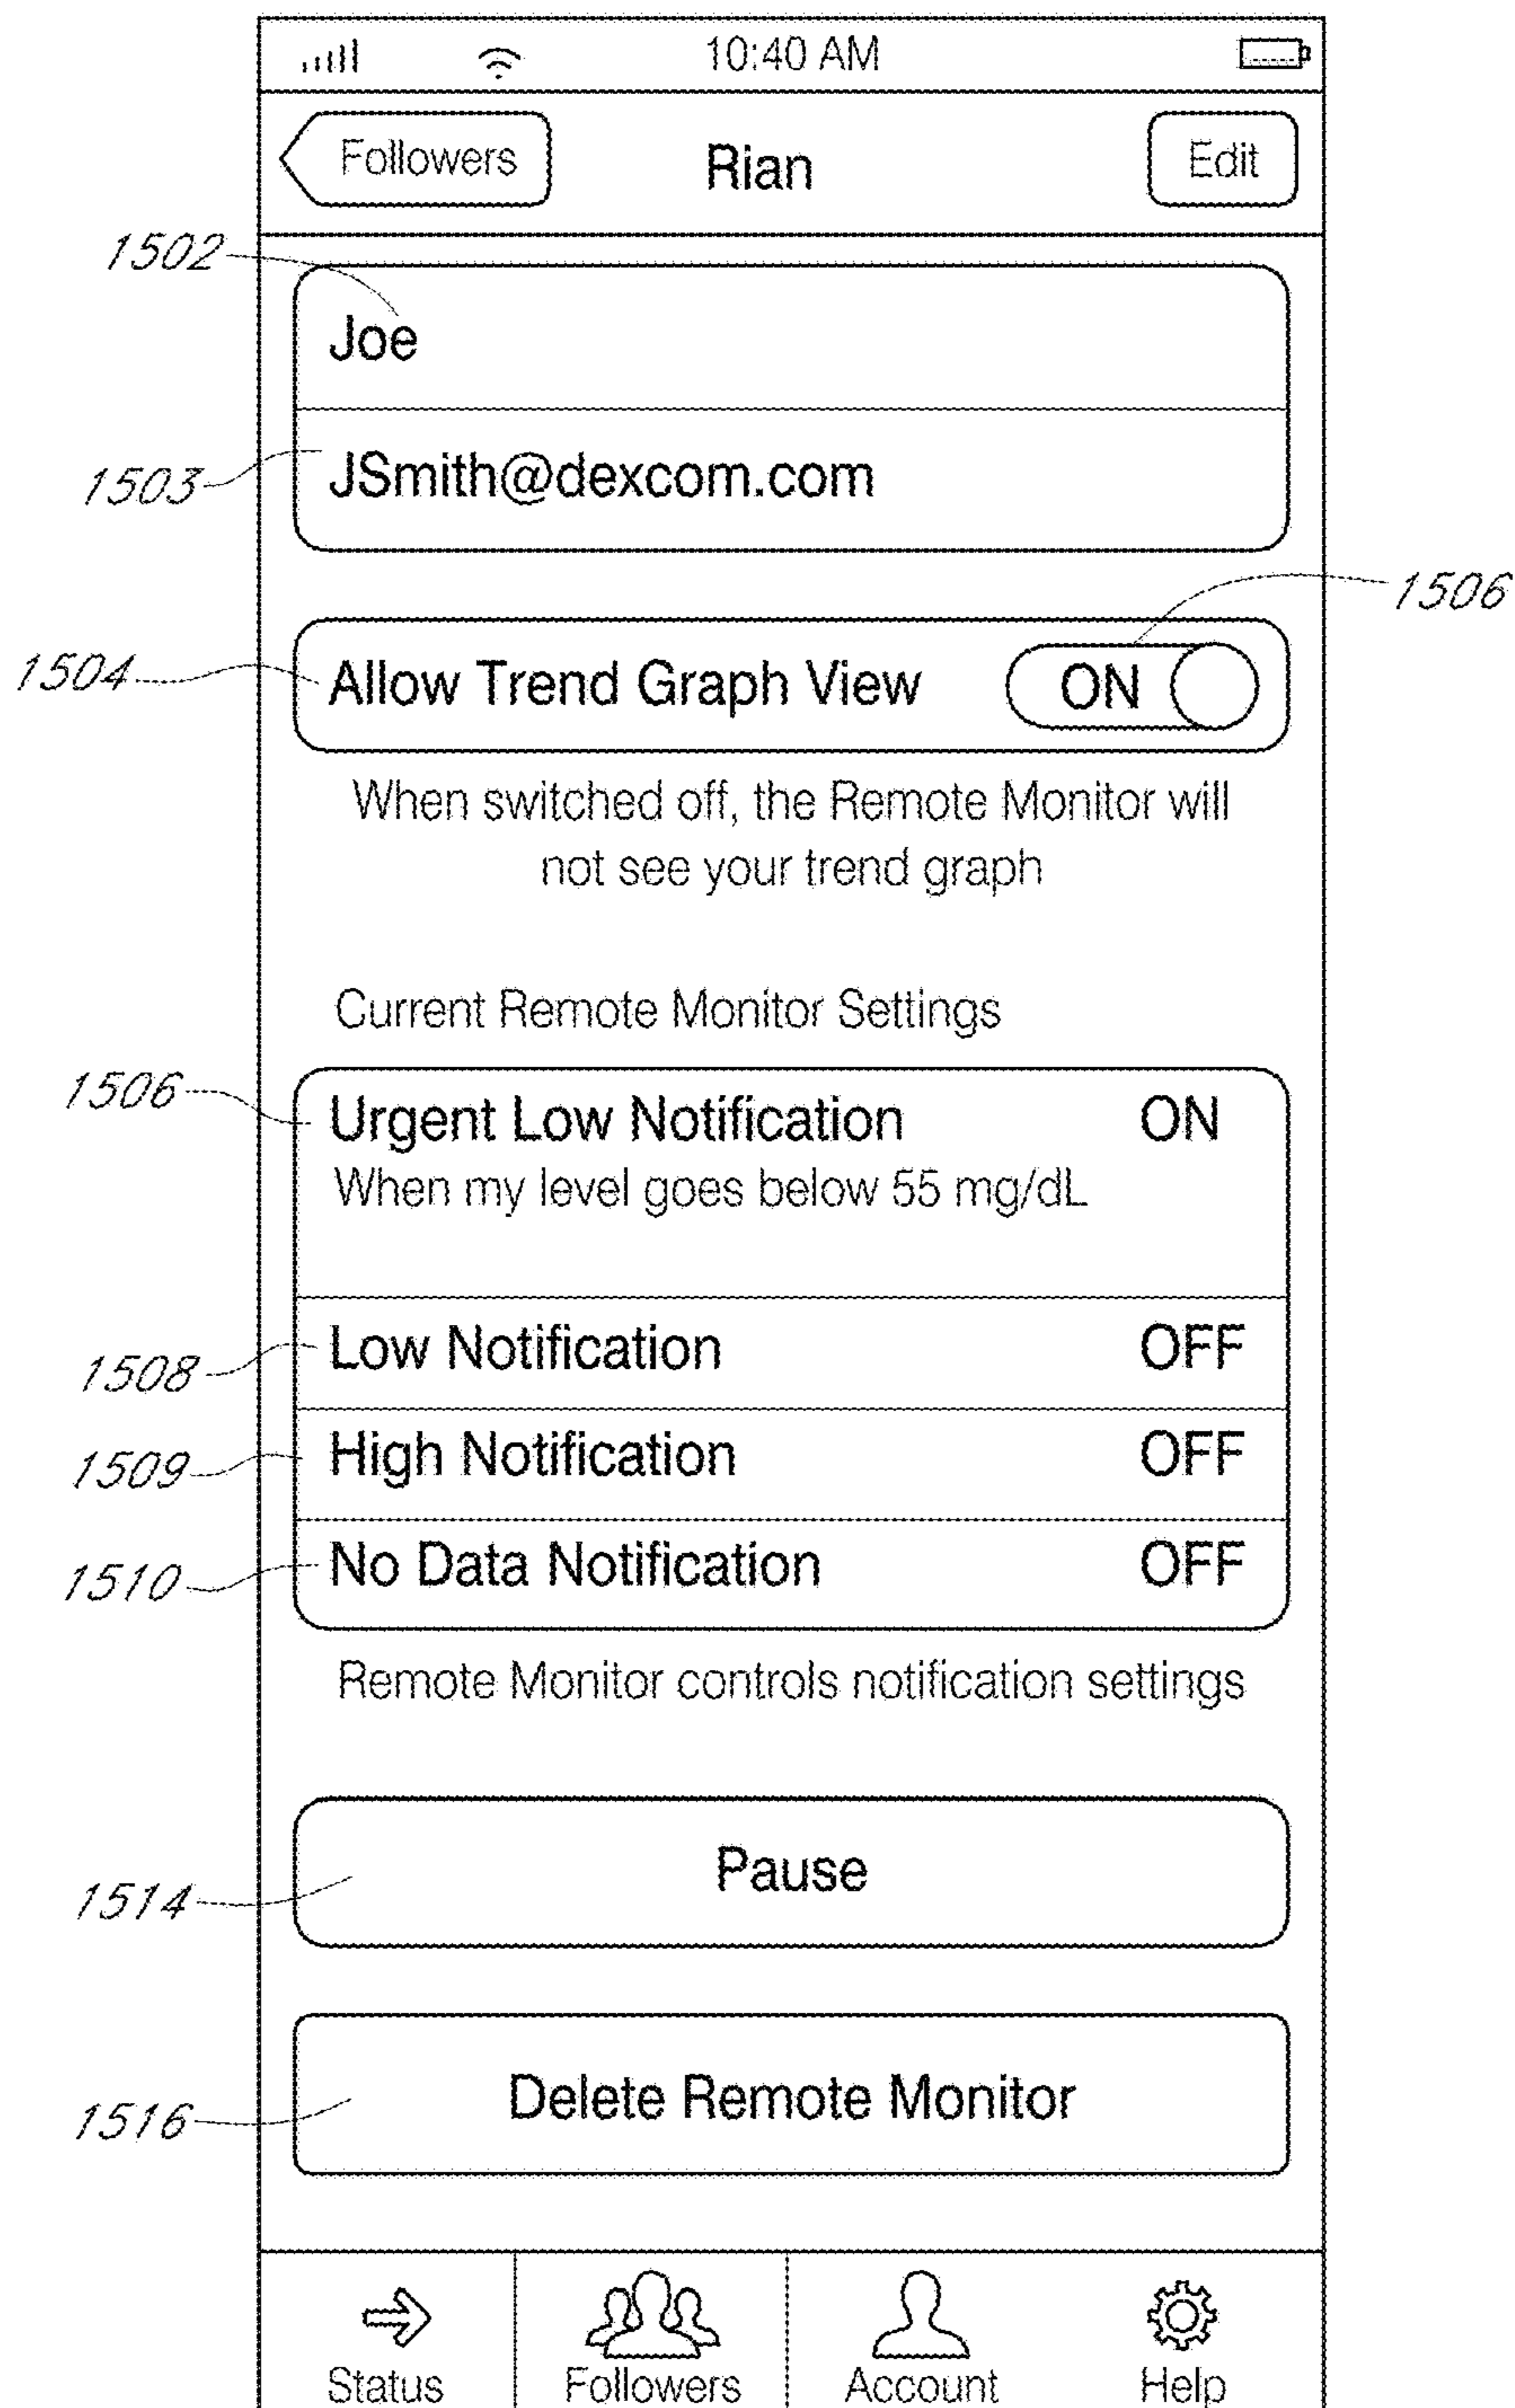 10:40 AM
Followers Rian Edit
1502
Joe
1503
JSmith@dexcom.com
1506
1504
Allow Trend Graph View ON
When switched off, the Remote Monitor will
not see your trend graph
Current Remote Monitor Settings
1506
Urgent Low Notification ON
When my level goes below 55 mg/dL
1508
Low Notification OFF
1509
High Notification OFF
1510
No Data Notification OFF
Remote Monitor controls notification settings
1514
Pause
1516
Delete Remote Monitor
Status Followers Account Help